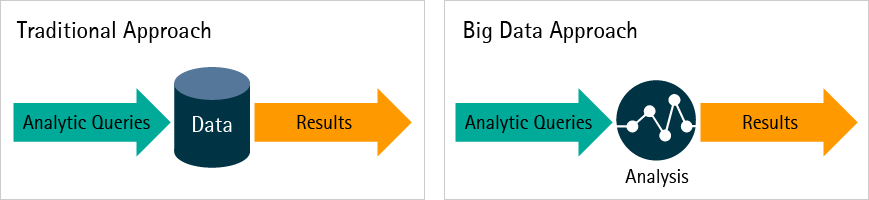 Traditional Approach
Analytic Queries
Data
Results
Big Data Approach
Analytic Queries
Results
Analysis